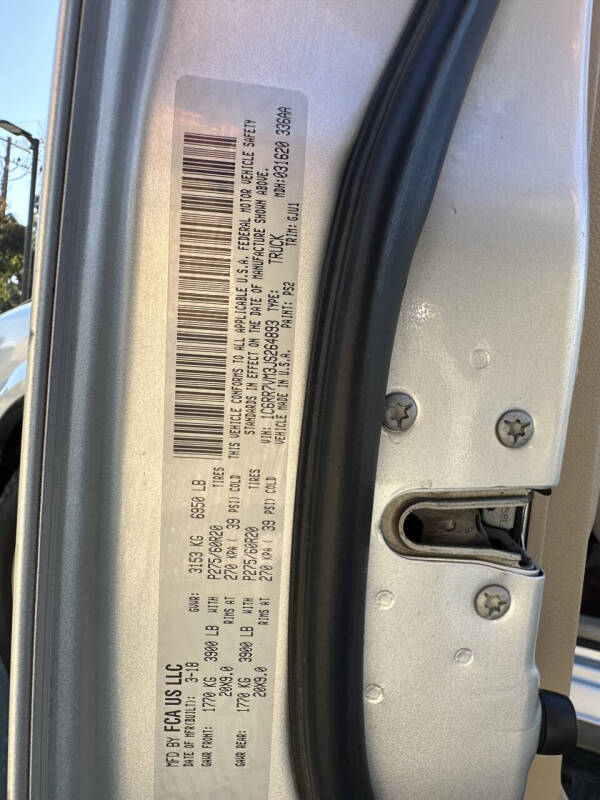 MFD BY FCA US LLC
DATE OF MFR(BUILT): 3-18 GVWR: 3153 KG 6950 LB
GAWR FRONT: WITH TIRES
1770 KG 3900 LB P275/60R20
RIMS AT
20X9.0 270 KPA ( 39 PSI) COLD
GAWR REAR: WITH TIRES
1770 KG 3900 LB P275/60R20
RIMS AT
20X9.0 270 KPA ( 39 PSI) COLD
THIS VEHICLE CONFORMS TO ALL APPLICABLE U.S.A. FEDERAL MOTOR VEHICLE SAFETY
STANDARDS IN EFFECT ON THE DATE OF MANUFACTURE SHOWN ABOVE.
VIN: 1C6RR7VM3JS264893 TYPE: TRUCK MDH:031620 336AA
VEHICLE MADE IN U.S.A. PAINT: PS2 TRIM: GJU1